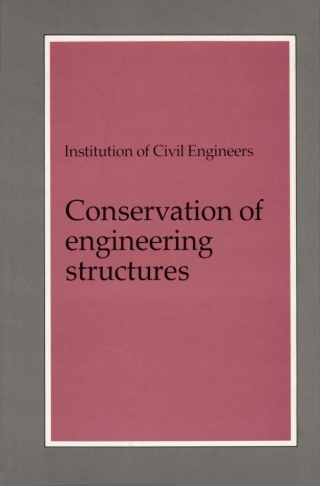 Institution of Civil Engineers
Conservation of
engineering
structures